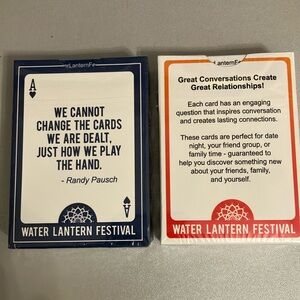 rLanternFe
A
WE CANNOT
CHANGE THE CARDS
WE ARE DEALT,
JUST HOW WE PLAY
THE HAND.
- Randy Pausch
A
WATER LANTERN FESTIVAL
LanternF
Great Conversations Create
Great Relationships!
Each card has an engaging
question that inspires conversation
and creates lasting connections.
These cards are perfect for date
night, your friend group, or
family time - guaranteed to
help you discover something new
about your friends, family,
and yourself.
WATER LANTERN FESTIVAL